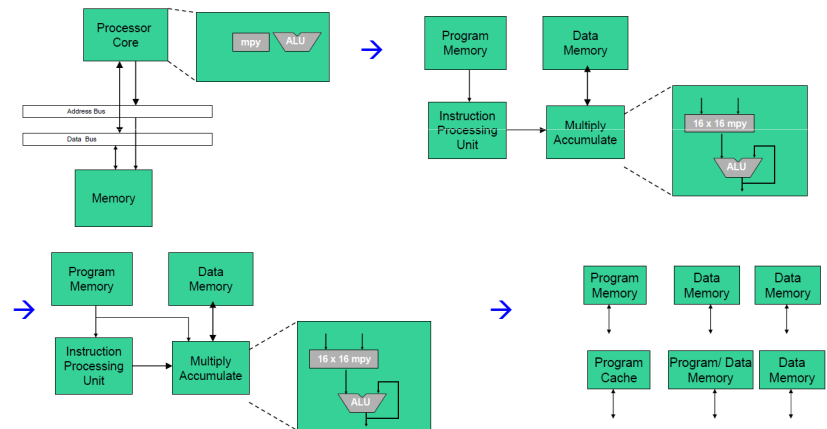 Processor
Core
mpy
ALU
Address Bus
Data Bus
Memory
→
Program
Memory
Data
Memory
Instruction
Processing
Unit
Multiply
Accumulate
16 x 16 mpy
ALU
→
Program
Memory
Data
Memory
Instruction
Processing
Unit
Multiply
Accumulate
16 x 16 mpy
ALU
→
Program
Memory
Data
Memory
Data
Memory
Program
Cache
Program/ Data
Memory
Data
Memory